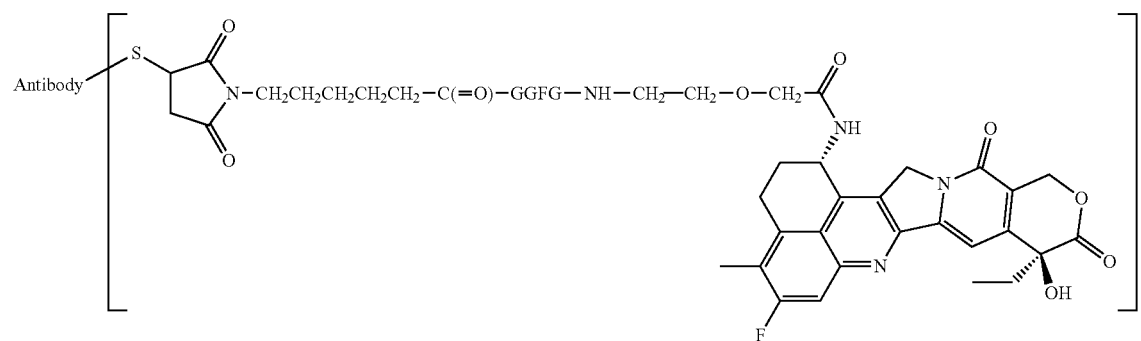 O
S
Antibody
N—CH₂CH₂CH₂CH₂CH₂—C(=O)-GGFG—NH—CH₂—CH₂—O—CH₂
O
O
NH
O
N
O
O
N
OH
F